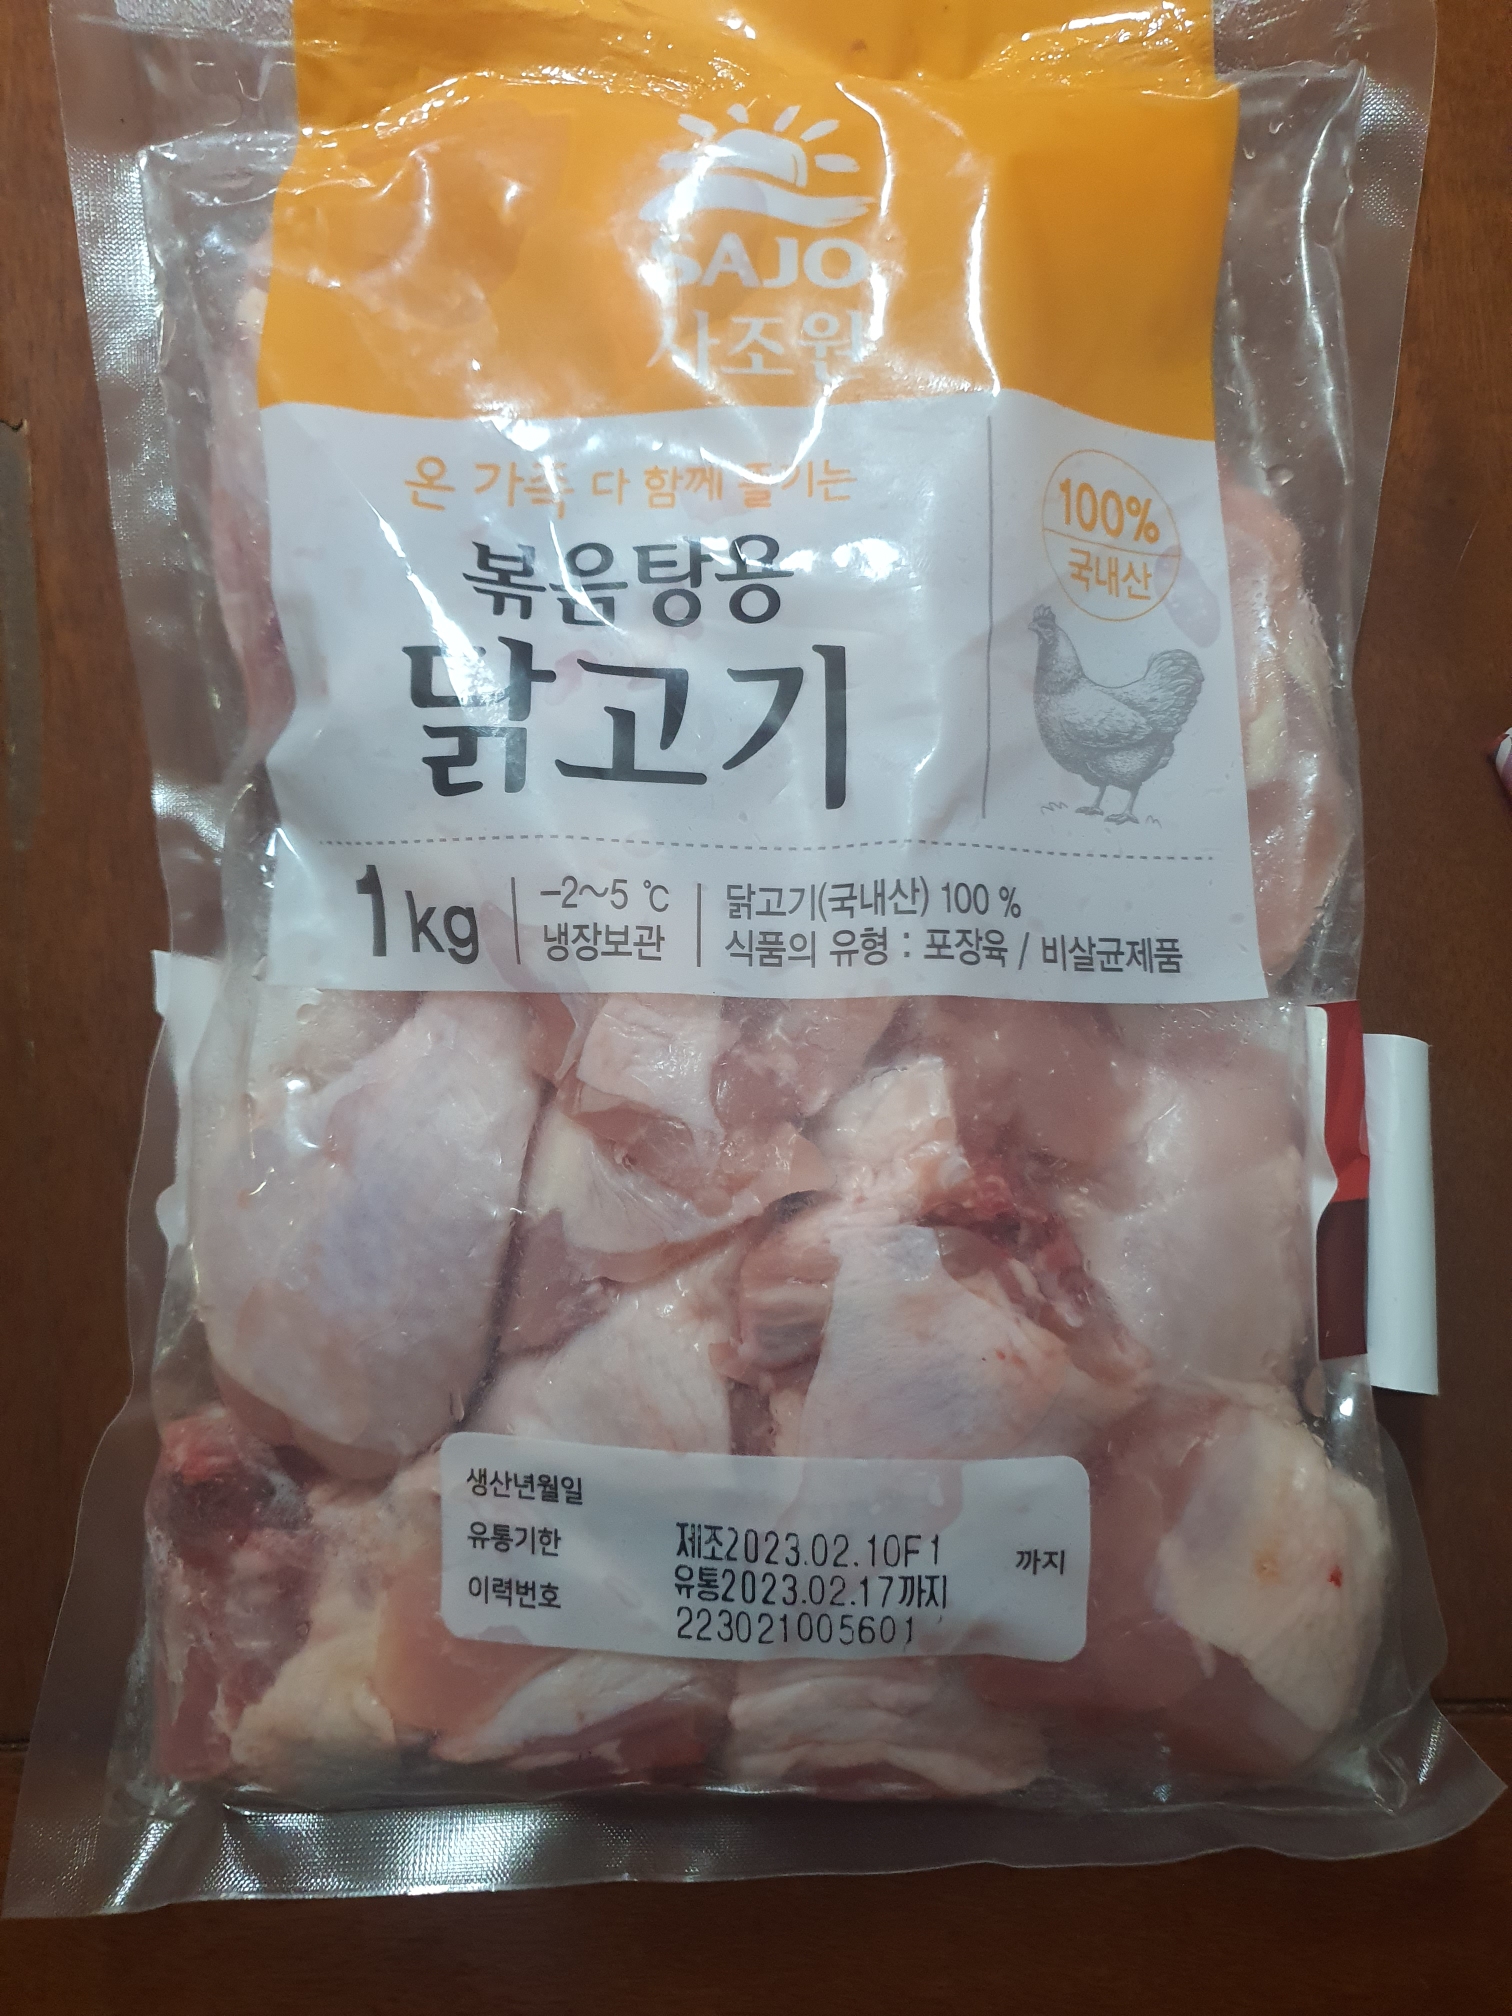 SAJO
사조원
온 가족 다 함께 즐기는
볶음탕용
닭고기
100%
국내산
1kg
-2~5 ℃
냉장보관
닭고기(국내산) 100 %
식품의 유형 : 포장육 / 비살균제품
생산년월일
유통기한
이력번호
제조2023.02.10F1
유통2023.02.17까지
223021005601
까지